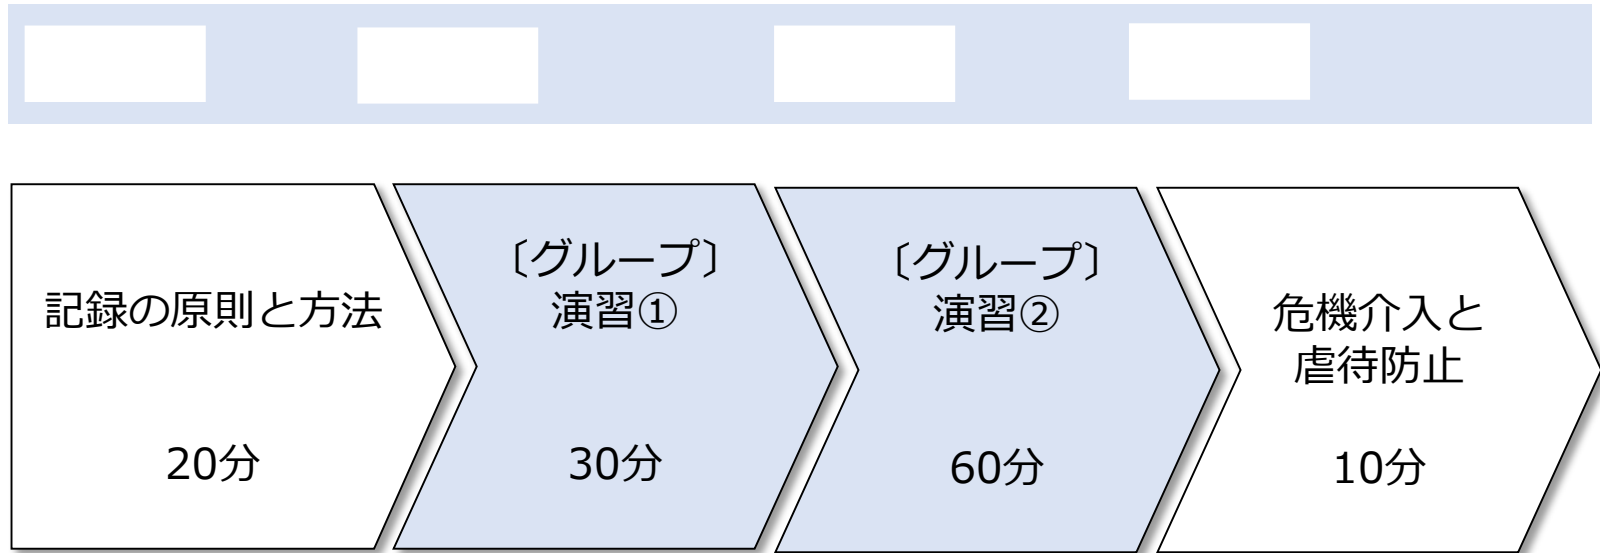 記録の原則と方法
20分
〔グループ〕
演習①
30分
〔グループ〕
演習②
60分
危機介入と
虐待防止
10分